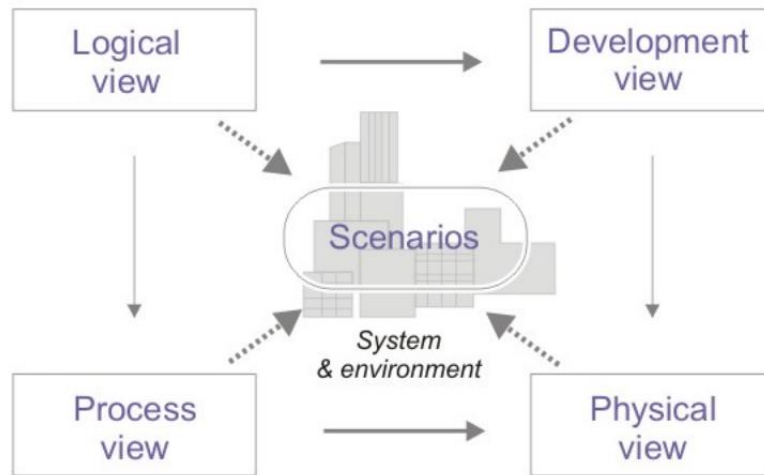 Logical
view
Development
view
Scenarios
System
& environment
Process
view
Physical
view